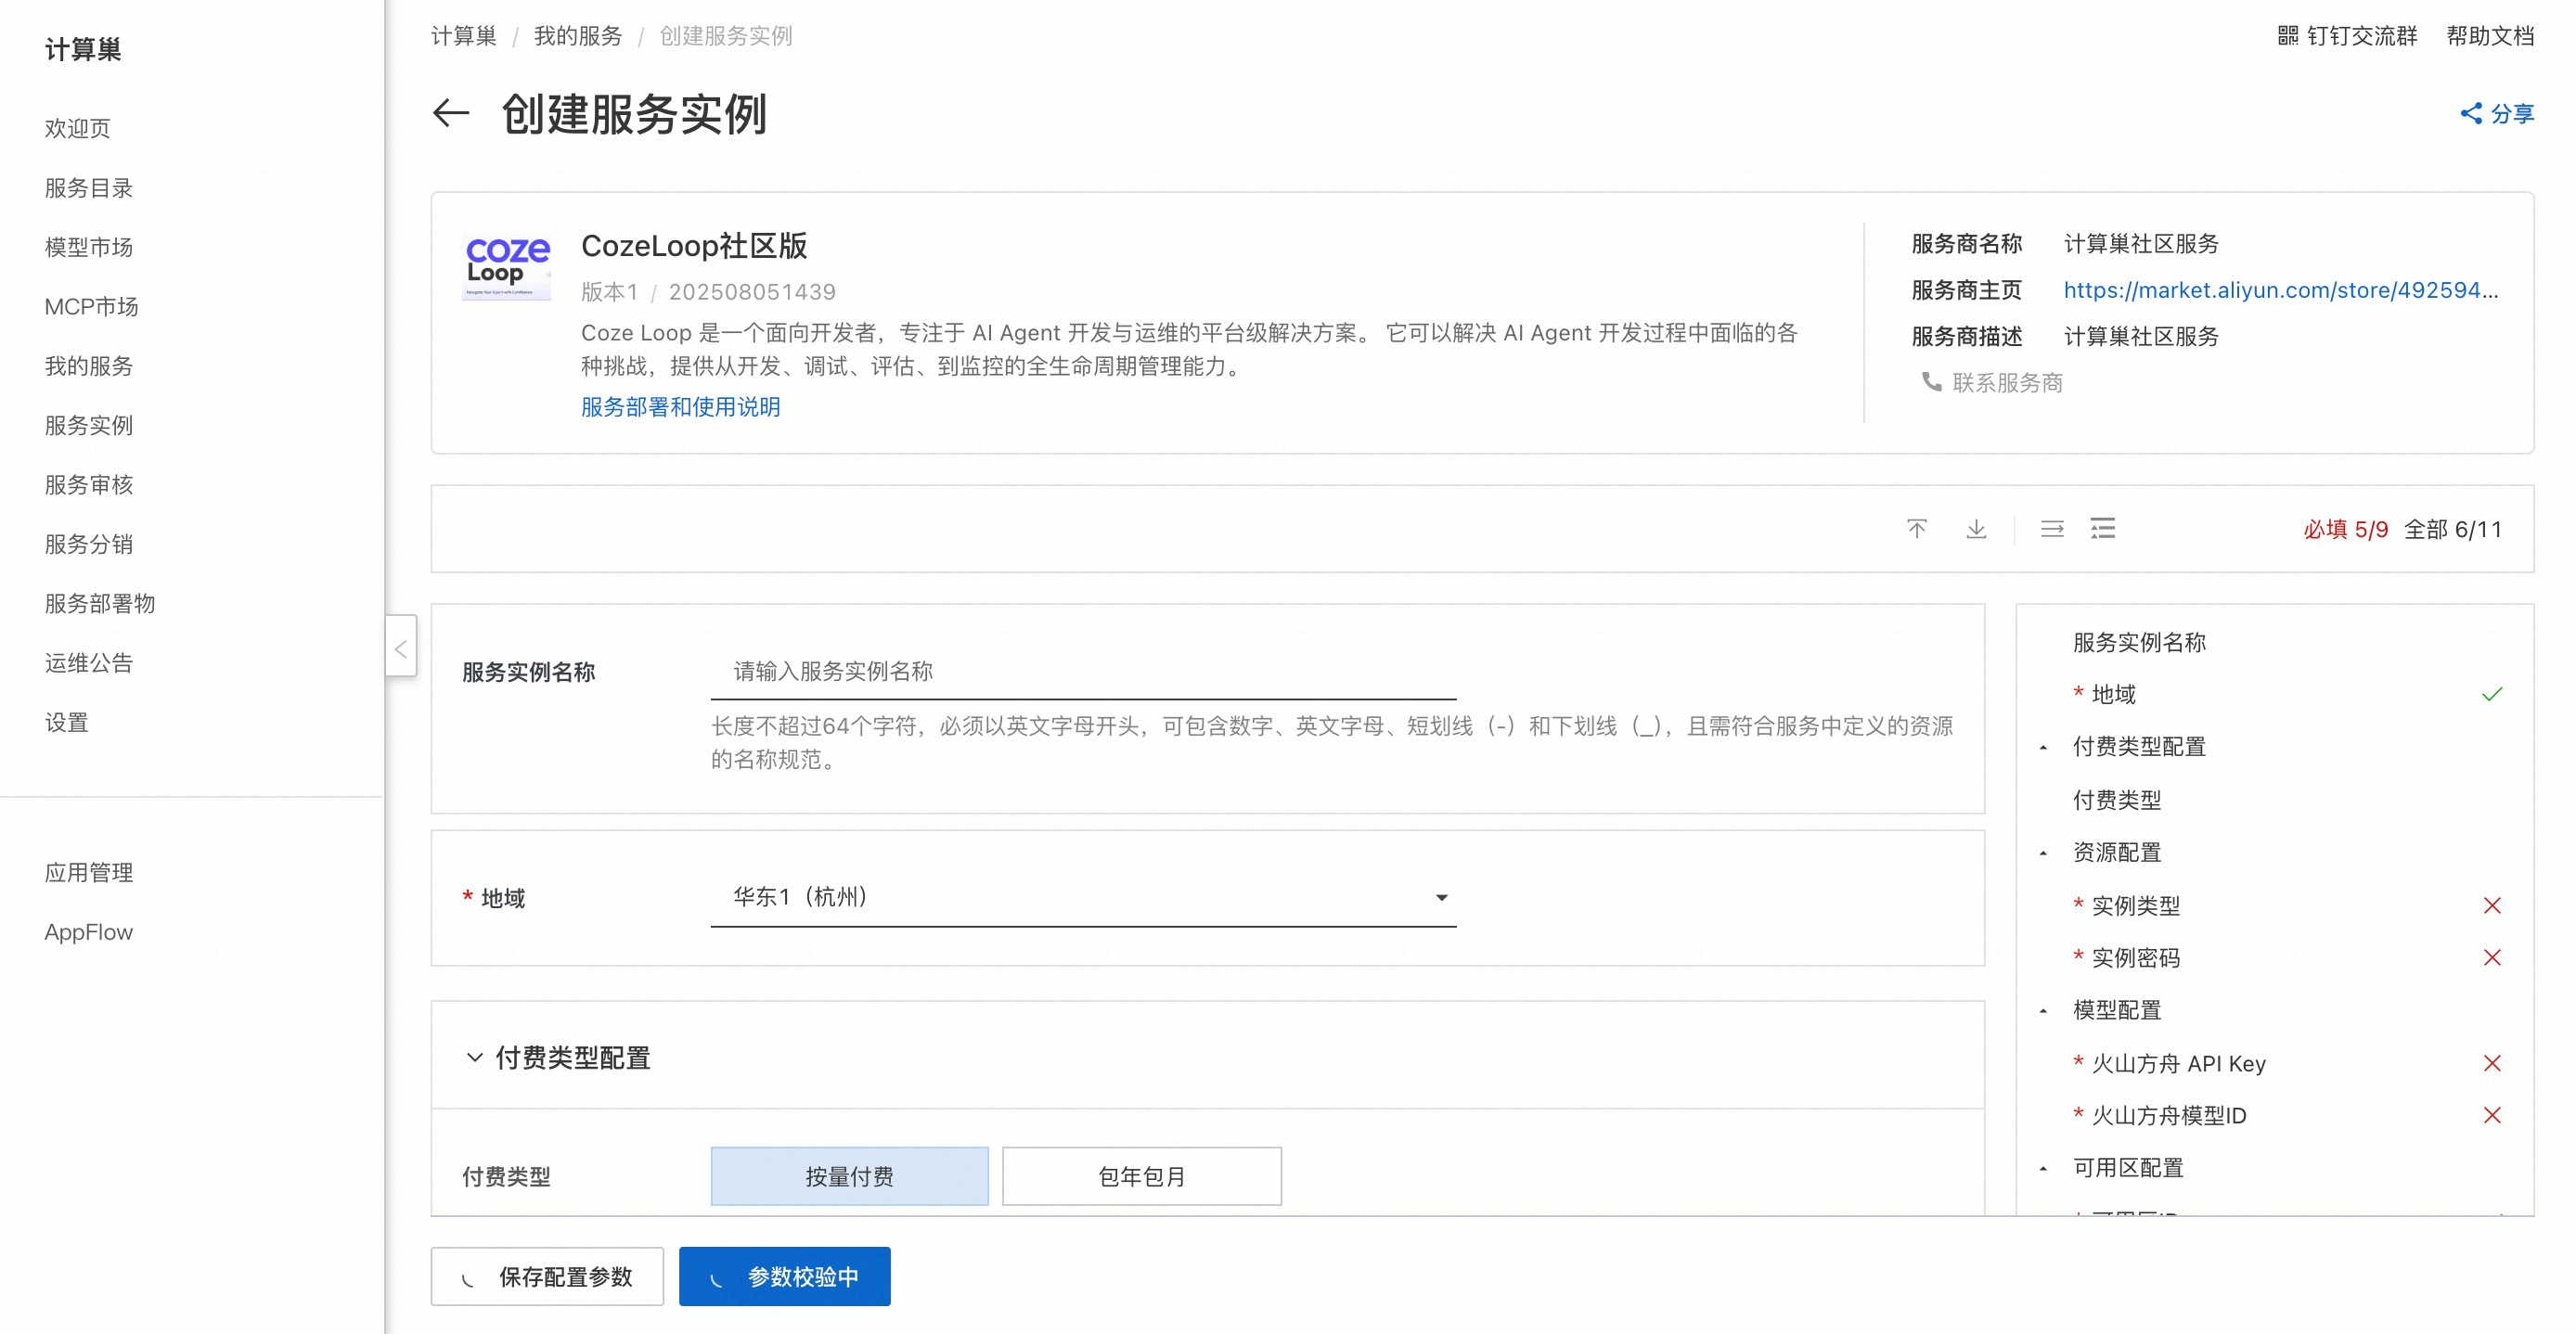 计算巢
欢迎页
服务目录
模型市场
MCP市场
我的服务
服务实例
服务审核
服务分销
服务部署物
运维公告
设置
应用管理
AppFlow
计算巢 / 我的服务 / 创建服务实例
钉钉交流群 帮助文档
创建服务实例
分享
coze
Loop
CozeLoop社区版
版本1 / 202508051439
Coze Loop 是一个面向开发者，专注于 AI Agent 开发与运维的平台级解决方案。 它可以解决 AI Agent 开发过程中面临的各
种挑战，提供从开发、调试、评估、到监控的全生命周期管理能力。
服务部署和使用说明
服务商名称 计算巢社区服务
服务商主页 https://market.aliyun.com/store/492594...
服务商描述 计算巢社区服务
联系服务商
必填 5/9 全部 6/11
服务实例名称 请输入服务实例名称
长度不超过64个字符，必须以英文字母开头，可包含数字、英文字母、短划线（-）和下划线（_），且需符合服务中定义的资源
的名称规范。
* 地域 华东1（杭州）
付费类型配置
付费类型 按量付费 包年包月
服务实例名称
* 地域
付费类型配置
付费类型
资源配置
* 实例类型
* 实例密码
模型配置
* 火山方舟 API Key
* 火山方舟模型ID
可用区配置
保存配置参数 参数校验中